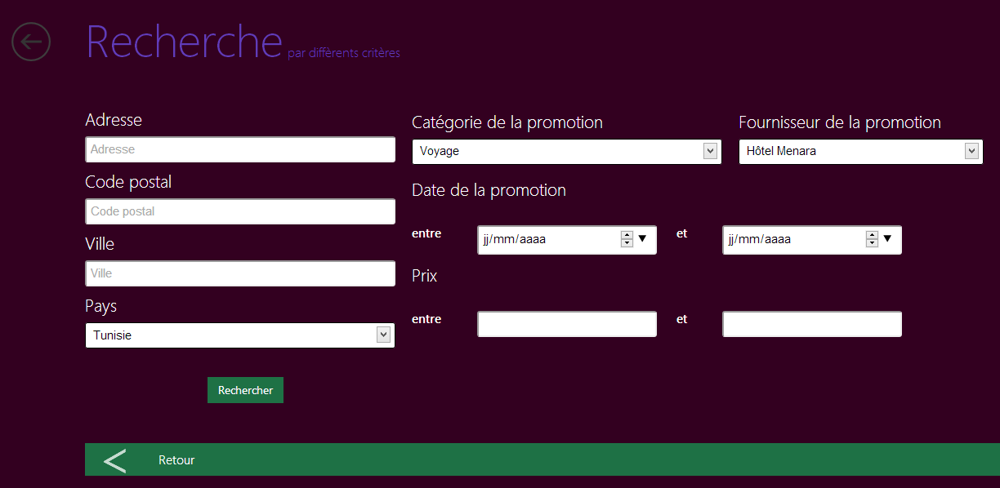 Recherche par diffèrents critères
Adresse
Adresse
Code postal
Code postal
Ville
Ville
Pays
Tunisie
Rechercher
Catégorie de la promotion
Voyage
Fournisseur de la promotion
Hôtel Menara
Date de la promotion
entre jj/mm/aaaa et jj/mm/aaaa
Prix
entre et
Retour